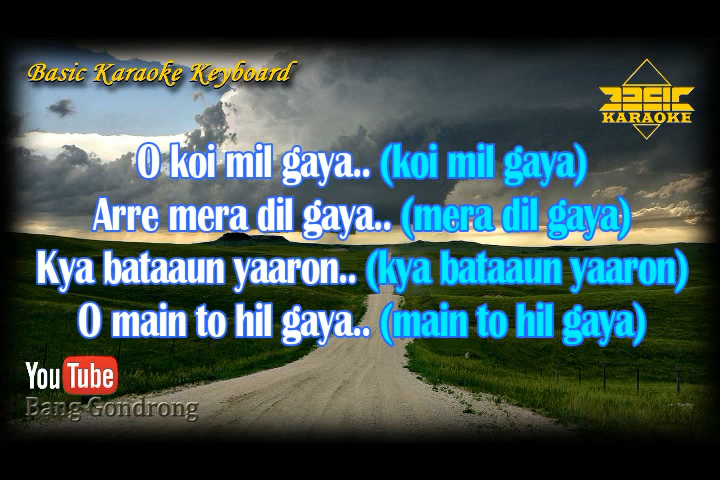 Basic Karaoke Keyboard
BASIC
KARAOKE
O koi mil gaya.. (koi mil gaya)
Arre mera dil gaya.. (mera dil gaya)
Kya bataaun yaaron.. (kya bataaun yaaron)
O main to hil gaya.. (main to hil gaya)
YouTube
Bang Gondrong